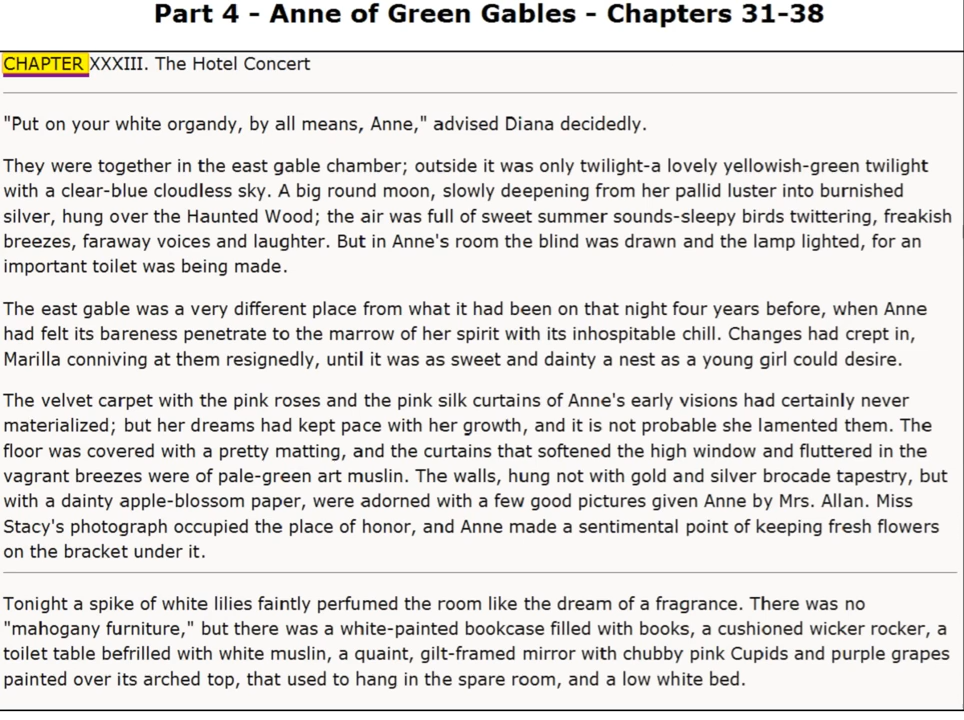 Part 4 - Anne of Green Gables - Chapters 31-38
CHAPTER XXXIII. The Hotel Concert
"Put on your white organdy, by all means, Anne," advised Diana decidedly.
They were together in the east gable chamber; outside it was only twilight-a lovely yellowish-green twilight
with a clear-blue cloudless sky. A big round moon, slowly deepening from her pallid luster into burnished
silver, hung over the Haunted Wood; the air was full of sweet summer sounds-sleepy birds twittering, freakish
breezes, faraway voices and laughter. But in Anne's room the blind was drawn and the lamp lighted, for an
important toilet was being made.
The east gable was a very different place from what it had been on that night four years before, when Anne
had felt its bareness penetrate to the marrow of her spirit with its inhospitable chill. Changes had crept in,
Marilla conniving at them resignedly, until it was as sweet and dainty a nest as a young girl could desire.
The velvet carpet with the pink roses and the pink silk curtains of Anne's early visions had certainly never
materialized; but her dreams had kept pace with her growth, and it is not probable she lamented them. The
floor was covered with a pretty matting, and the curtains that softened the high window and fluttered in the
vagrant breezes were of pale-green art muslin. The walls, hung not with gold and silver brocade tapestry, but
with a dainty apple-blossom paper, were adorned with a few good pictures given Anne by Mrs. Allan. Miss
Stacy's photograph occupied the place of honor, and Anne made a sentimental point of keeping fresh flowers
on the bracket under it.
Tonight a spike of white lilies faintly perfumed the room like the dream of a fragrance. There was no
"mahogany furniture," but there was a white-painted bookcase filled with books, a cushioned wicker rocker, a
toilet table befrilled with white muslin, a quaint, gilt-framed mirror with chubby pink Cupids and purple grapes
painted over its arched top, that used to hang in the spare room, and a low white bed.